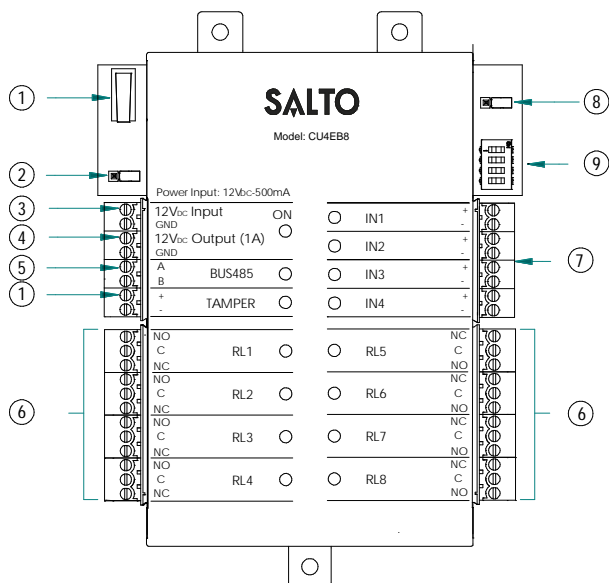 SALTO
Model: CU4EB8
Power Input: 12VDC-500mA
1
2
3
4
5
1
6
12VDC Input
GND
ON
12VDC Output (1A)
GND
A
B
BUS485
+
-
TAMPER
NO
C
NC
RL1
NO
C
NC
RL2
NO
C
NC
RL3
NO
C
NC
RL4
IN1
+
-
IN2
+
-
IN3
+
-
IN4
+
-
RL5
NC
C
NO
RL6
NC
C
NO
RL7
NC
C
NO
RL8
NC
C
NO
8
9
7
6